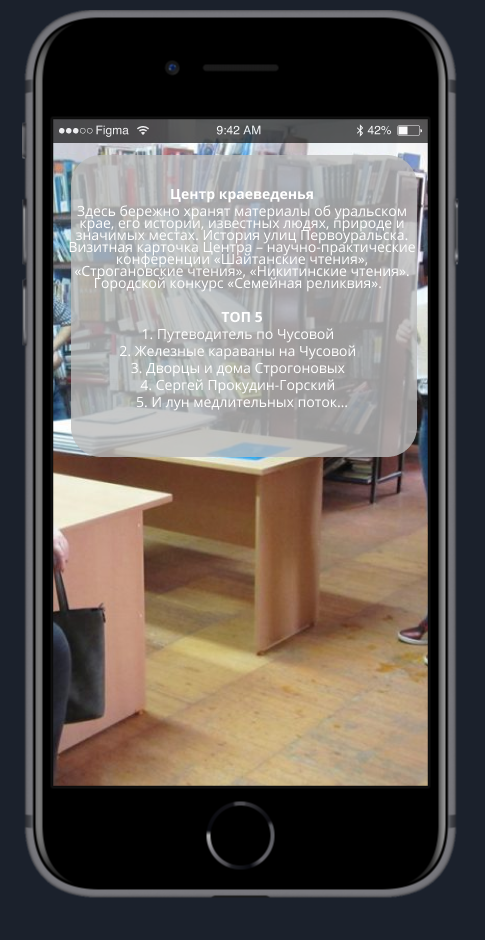 Figma 9:42 AM 42%
Центр краеведенья
Здесь бережно хранят материалы об уральском
крае, его истории, известных людях, природе и
значимых местах. История улиц Первоуральска.
Визитная карточка Центра – научно-практические
конференции «Шайтанские чтения»,
«Строгановские чтения», «Никитинские чтения».
Городской конкурс «Семейная реликвия».
ТОП 5
1. Путеводитель по Чусовой
2. Железные караваны на Чусовой
3. Дворцы и дома Строгоновых
4. Сергей Прокудин-Горский
5. И лун медлительных поток...